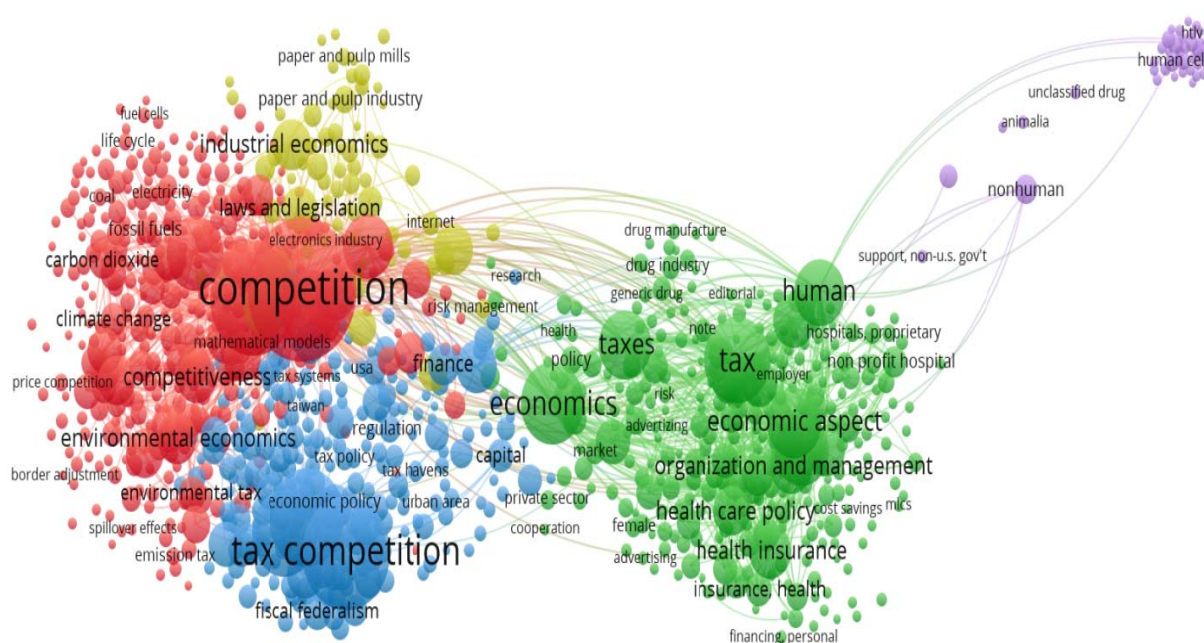 htlv
paper and pulp mills
human cel
unclassified drug
paper and pulp industry
fuel cells
animalia
life cycle
industrial economics
coal
electricity
nonhuman
laws and legislation
internet
fossil fuels
drug manufacture
electronics industry
carbon dioxide
support, non-u.s. gov't
drug industry
research
competition
generic drug
editorial
human
risk management
climate change
health
note
hospitals, proprietary
mathematical models
taxes
policy
non profit hospital
finance
tax
usa
employer
price competition
competitiveness
tax systems
risk
economics
taiwan
economic aspect
advertizing
regulation
environmental economics
market
capital
tax policy
organization and management
tax havens
border adjustment
environmental tax
economic policy
urban area
private sector
health care policy
cost savings
mics
spillover effects
cooperation
female
emission tax
tax competition
advertising
health insurance
insurance, health
fiscal federalism
financing, personal